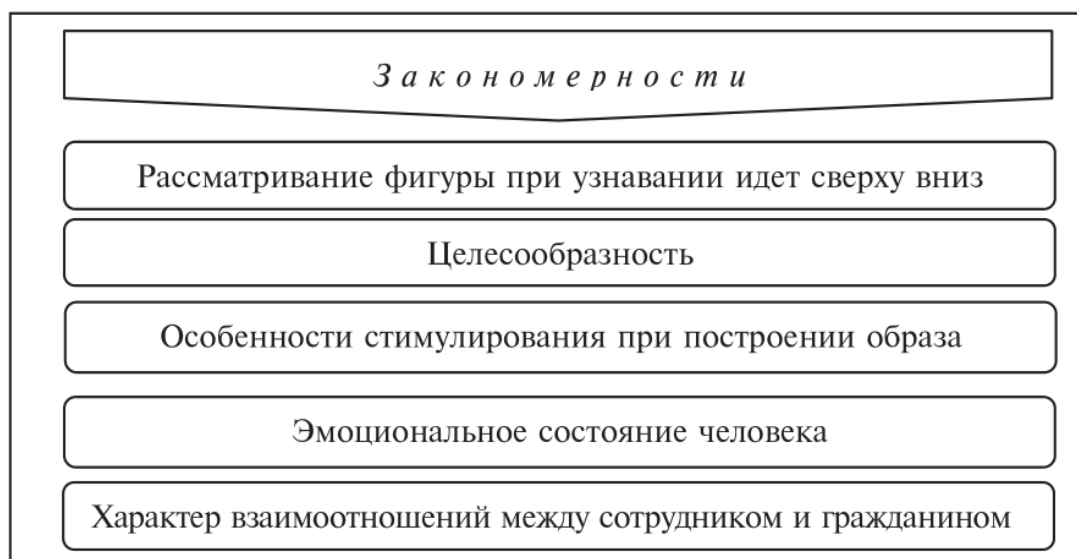 Закономерности
Рассматривание фигуры при узнавании идет сверху вниз
Целесообразность
Особенности стимулирования при построении образа
Эмоциональное состояние человека
Характер взаимоотношений между сотрудником и гражданином